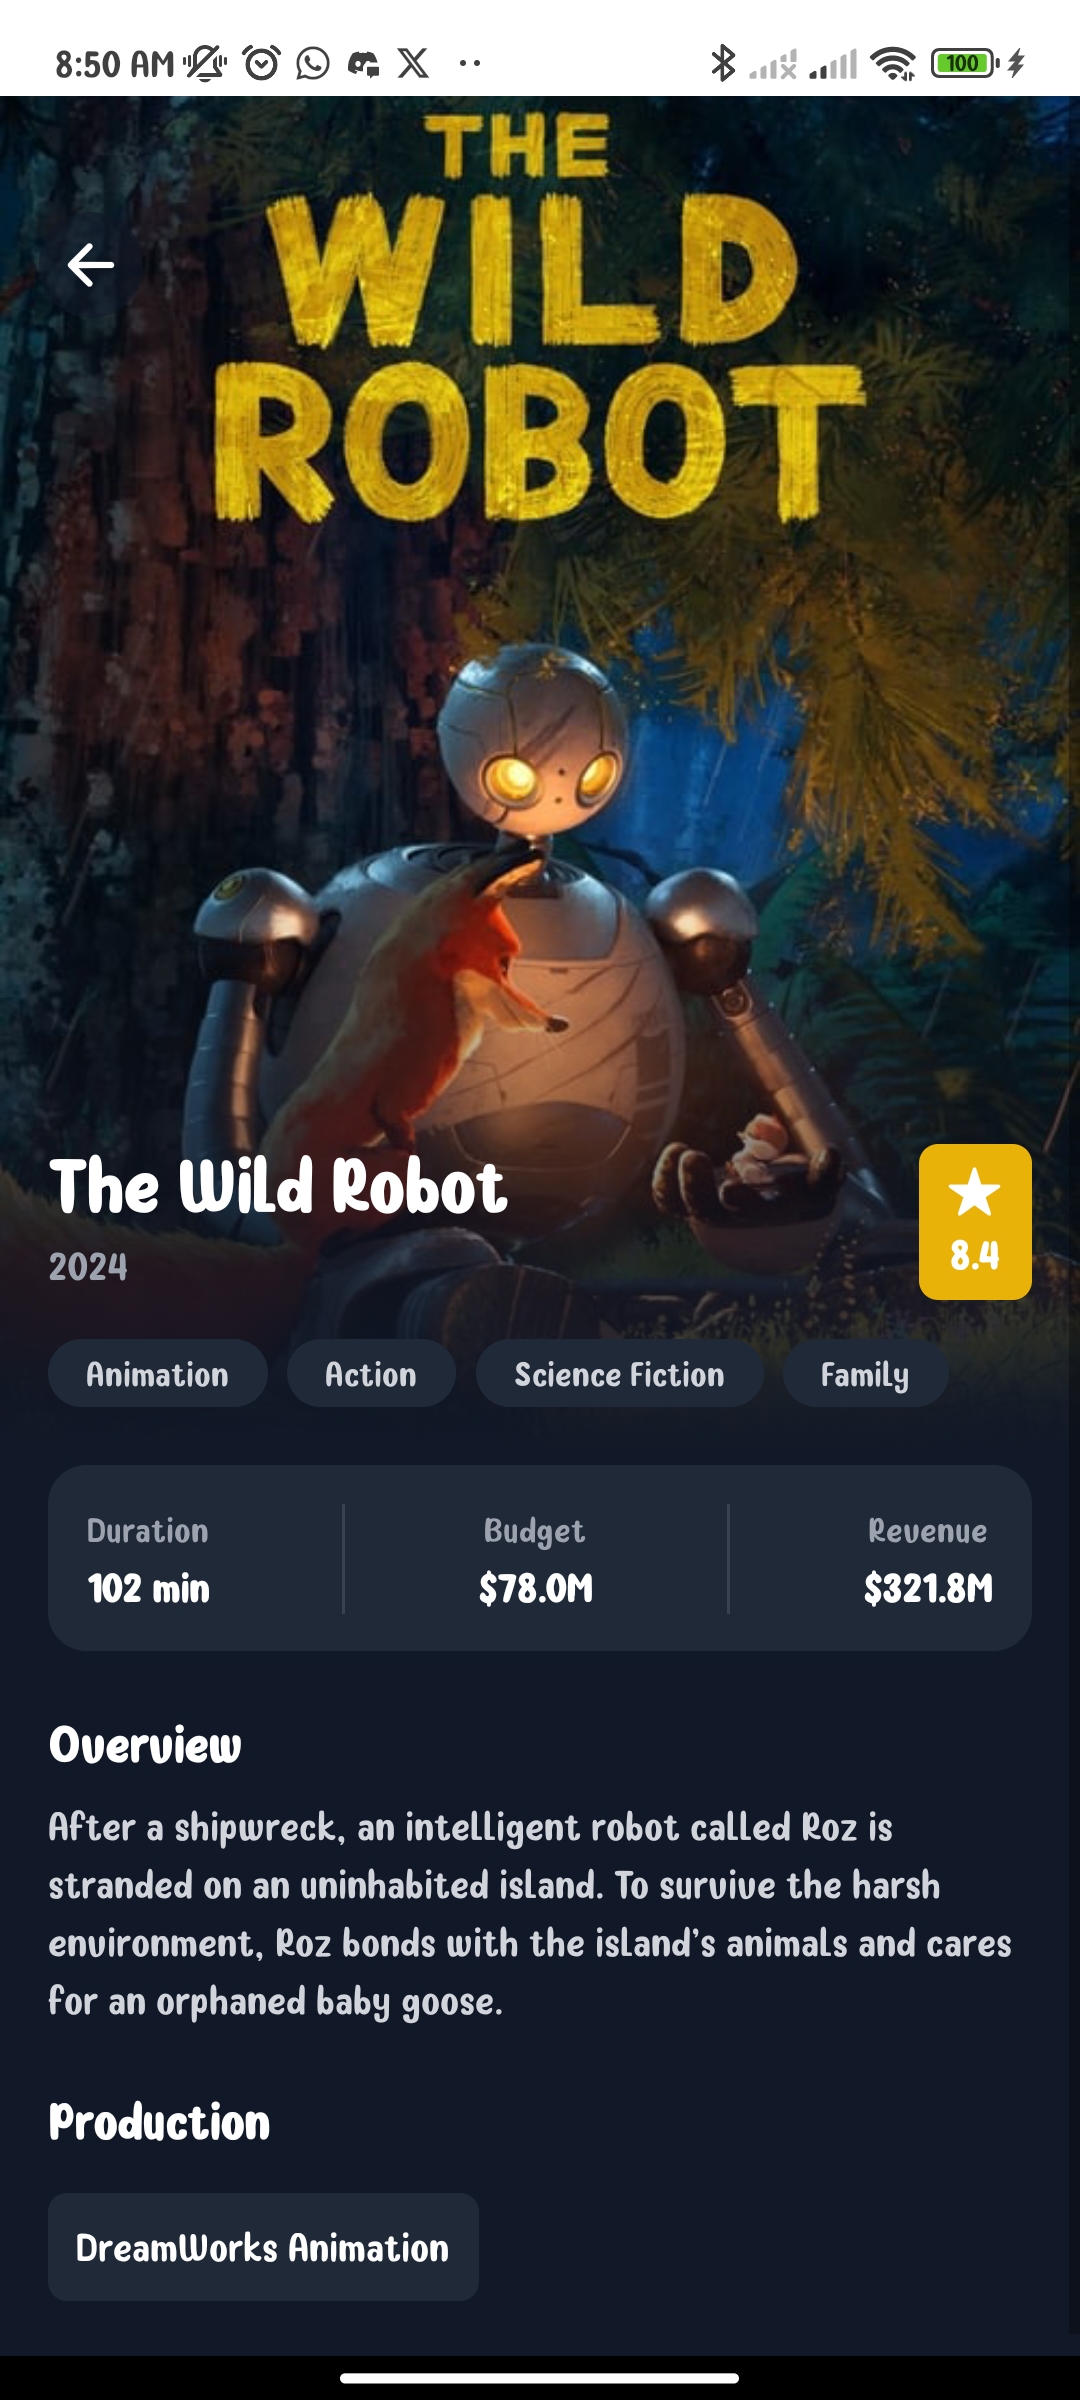 8:50 AM
100
THE
WILD
ROBOT
The Wild Robot
2024
8.4
Animation
Action
Science Fiction
Family
Duration
Budget
Revenue
102 min
$78.0M
$321.8M
Overview
After a shipwreck, an intelligent robot called Roz is
stranded on an uninhabited island. To survive the harsh
environment, Roz bonds with the island's animals and cares
for an orphaned baby goose.
Production
DreamWorks Animation